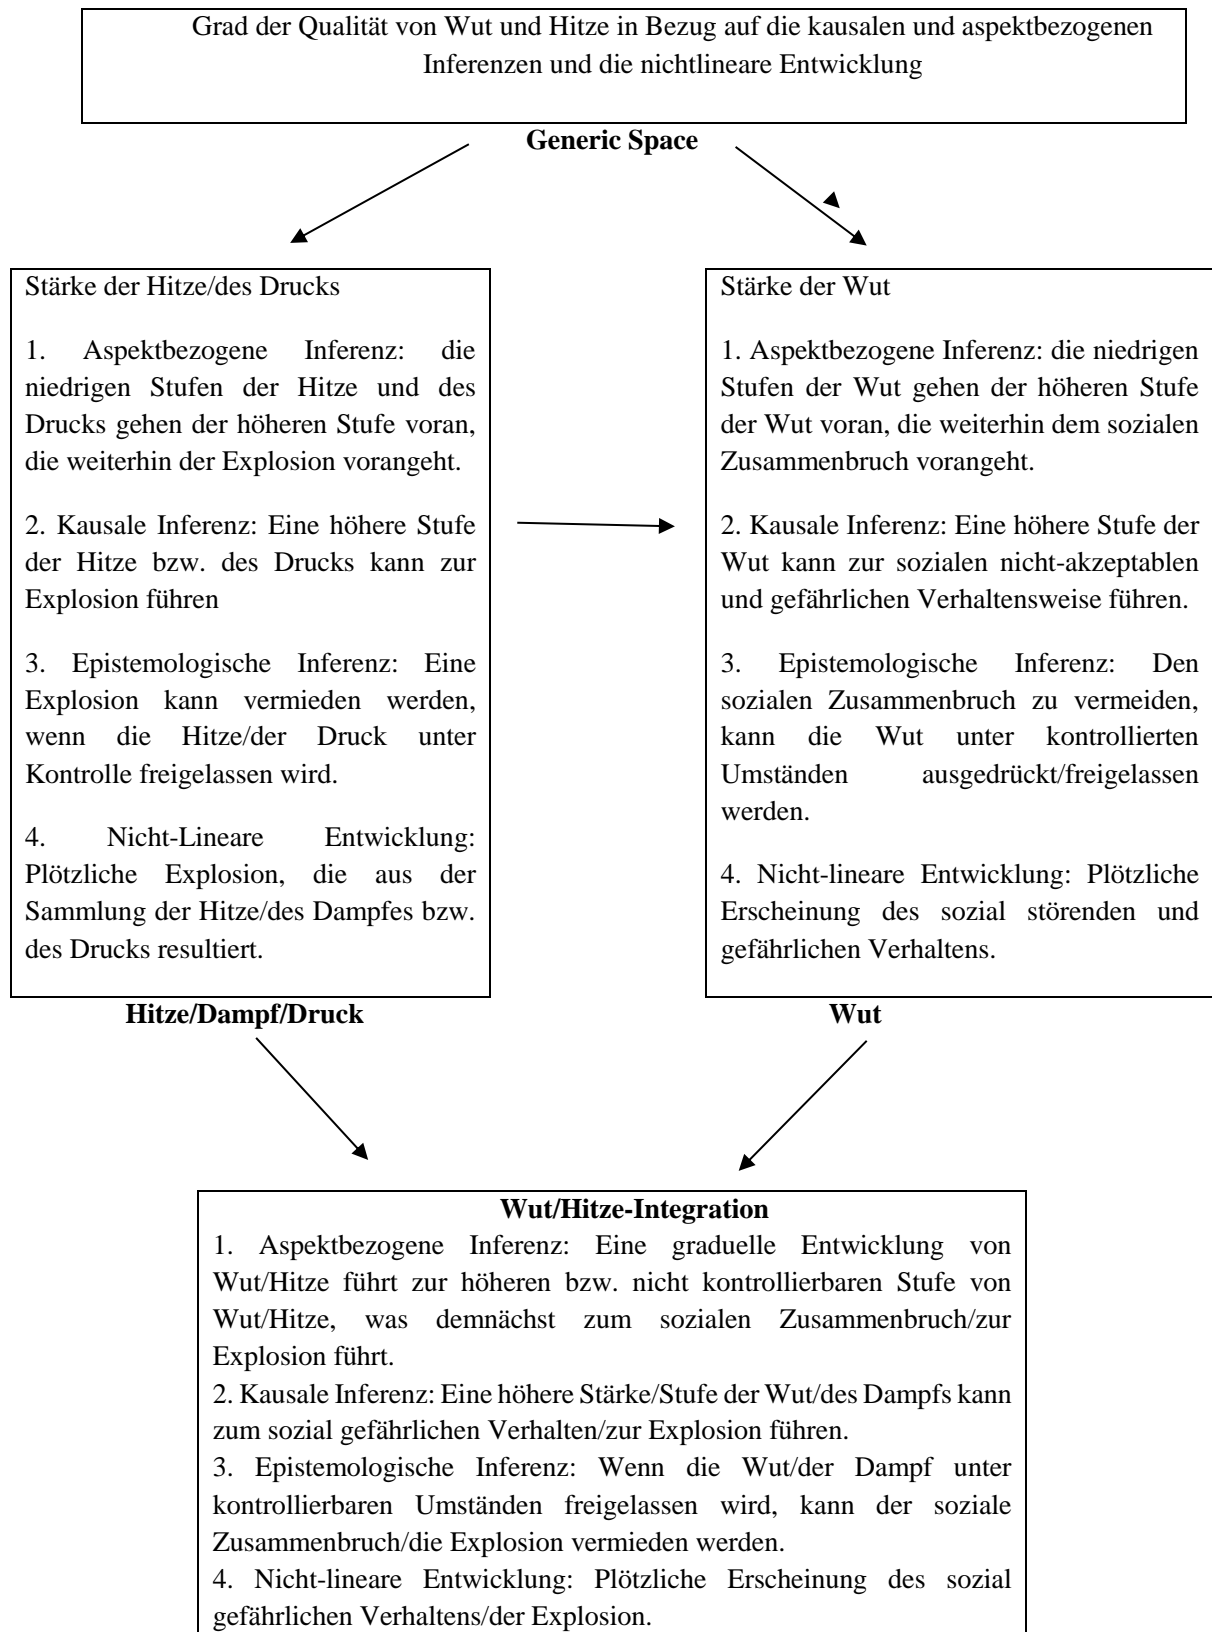 Grad der Qualität von Wut und Hitze in Bezug auf die kausalen und aspektbezogenen
Inferenzen und die nichtlineare Entwicklung
Generic Space
Stärke der Hitze/des Drucks
1. Aspektbezogene Inferenz: die
niedrigen Stufen der Hitze und des
Drucks gehen der höheren Stufe voran,
die weiterhin der Explosion vorangeht.
2. Kausale Inferenz: Eine höhere Stufe
der Hitze bzw. des Drucks kann zur
Explosion führen
3. Epistemologische Inferenz: Eine
Explosion kann vermieden werden,
wenn die Hitze/der Druck unter
Kontrolle freigelassen wird.
4. Nicht-Lineare Entwicklung:
Plötzliche Explosion, die aus der
Sammlung der Hitze/des Dampfes bzw.
des Drucks resultiert.
Hitze/Dampf/Druck
Stärke der Wut
1. Aspektbezogene Inferenz: die niedrigen
Stufen der Wut gehen der höheren Stufe
der Wut voran, die weiterhin dem sozialen
Zusammenbruch vorangeht.
2. Kausale Inferenz: Eine höhere Stufe der
Wut kann zur sozialen nicht-akzeptablen
und gefährlichen Verhaltensweise führen.
3. Epistemologische Inferenz: Den
sozialen Zusammenbruch zu vermeiden,
kann die Wut unter kontrollierten
Umständen ausgedrückt/freigelassen
werden.
4. Nicht-lineare Entwicklung: Plötzliche
Erscheinung des sozial störenden und
gefährlichen Verhaltens.
Wut
Wut/Hitze-Integration
1. Aspektbezogene Inferenz: Eine graduelle Entwicklung von
Wut/Hitze führt zur höheren bzw. nicht kontrollierbaren Stufe von
Wut/Hitze, was demnächst zum sozialen Zusammenbruch/zur
Explosion führt.
2. Kausale Inferenz: Eine höhere Stärke/Stufe der Wut/des Dampfs kann
zum sozial gefährlichen Verhalten/zur Explosion führen.
3. Epistemologische Inferenz: Wenn die Wut/der Dampf unter
kontrollierbaren Umständen freigelassen wird, kann der soziale
Zusammenbruch/die Explosion vermieden werden.
4. Nicht-lineare Entwicklung: Plötzliche Erscheinung des sozial
gefährlichen Verhaltens/der Explosion.